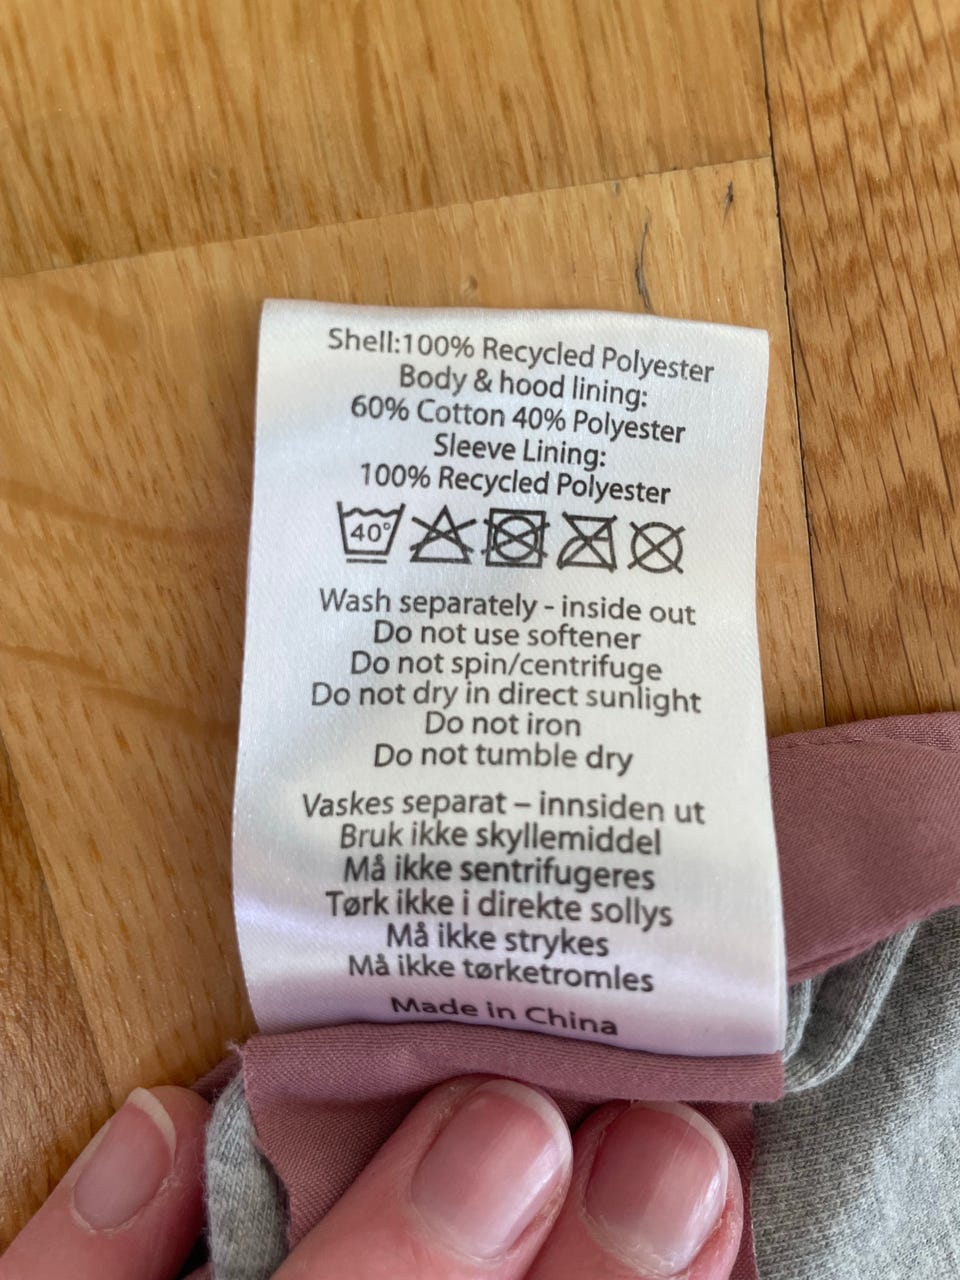 Shell:100% Recycled Polyester
Body & hood lining:
60% Cotton 40% Polyester
Sleeve Lining:
100% Recycled Polyester
40°
Wash separately - inside out
Do not use softener
Do not spin/centrifuge
Do not dry in direct sunlight
Do not iron
Do not tumble dry
Vaskes separat – innsiden ut
Bruk ikke skyllemiddel
Må ikke sentrifugeres
Tørk ikke i direkte sollys
Må ikke strykes
Må ikke tørketromles
Made in China